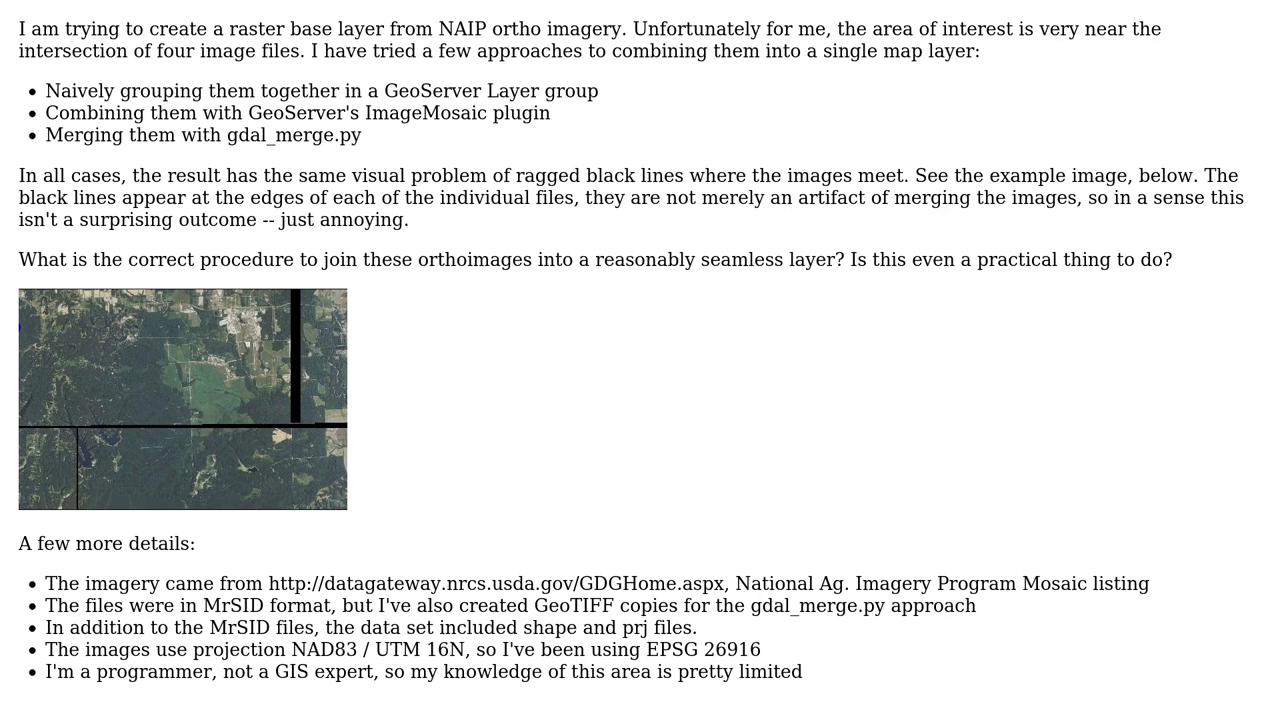 I am trying to create a raster base layer from NAIP ortho imagery. Unfortunately for me, the area of interest is very near the
intersection of four image files. I have tried a few approaches to combining them into a single map layer:
• Naively grouping them together in a GeoServer Layer group
• Combining them with GeoServer's ImageMosaic plugin
• Merging them with gdal_merge.py
In all cases, the result has the same visual problem of ragged black lines where the images meet. See the example image, below. The
black lines appear at the edges of each of the individual files, they are not merely an artifact of merging the images, so in a sense this
isn't a surprising outcome -- just annoying.
What is the correct procedure to join these orthoimages into a reasonably seamless layer? Is this even a practical thing to do?
A few more details:
• The imagery came from http://datagateway.nrcs.usda.gov/GDGHome.aspx, National Ag. Imagery Program Mosaic listing
• The files were in MrSID format, but I've also created GeoTIFF copies for the gdal_merge.py approach
• In addition to the MrSID files, the data set included shape and prj files.
• The images use projection NAD83 / UTM 16N, so I've been using EPSG 26916
• I'm a programmer, not a GIS expert, so my knowledge of this area is pretty limited